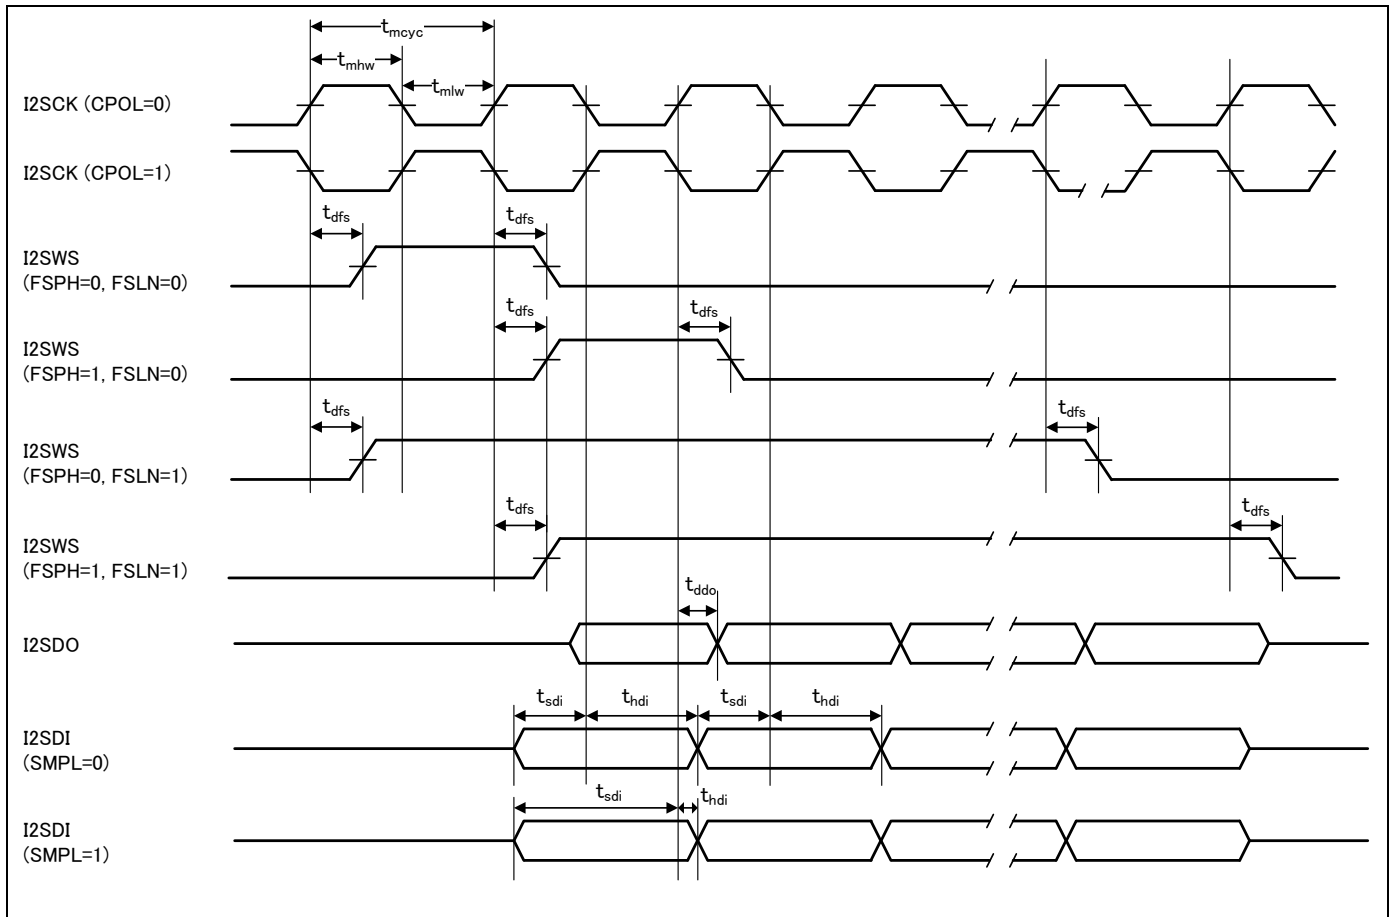 tmcyc
tmhw
tmlw
I2SCK (CPOL=0)
I2SCK (CPOL=1)
tdfs tdfs
I2SWS
(FSPH=0, FSLN=0)
tdfs tdfs
I2SWS
(FSPH=1, FSLN=0)
tdfs tdfs
I2SWS
(FSPH=0, FSLN=1)
tdfs tdfs
I2SWS
(FSPH=1, FSLN=1)
tddo
I2SDO
tsdi thdi tsdi thdi
I2SDI
(SMPL=0)
tsdi thdi
I2SDI
(SMPL=1)